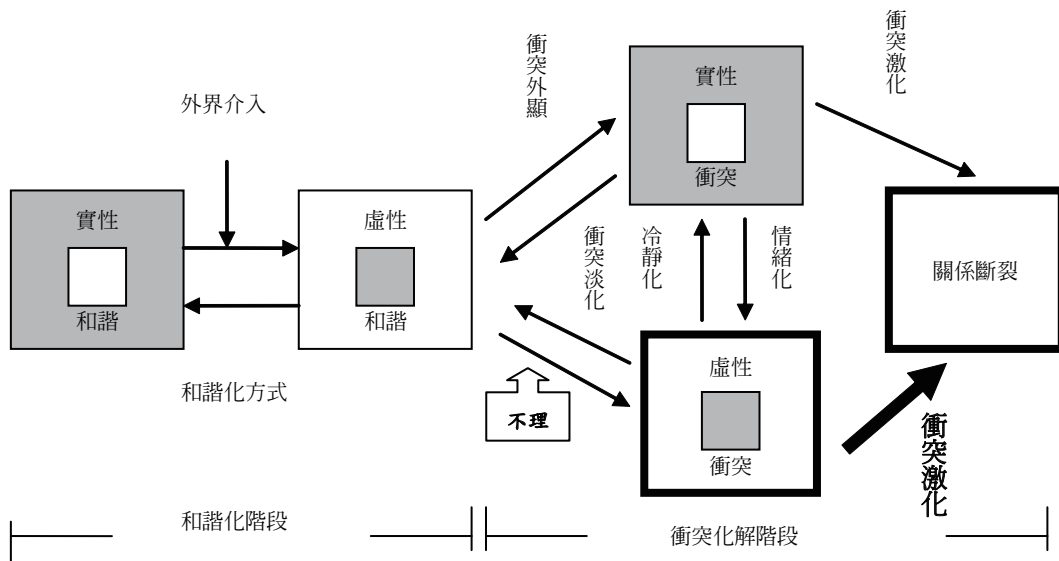 外界介入
實性
和諧
虛性
和諧
和諧化方式
和諧化階段
衝突外顯
衝突淡化
實性
衝突
冷靜化
情緒化
不理
虛性
衝突
衝突激化
關係斷裂
衝突激化
衝突化解階段